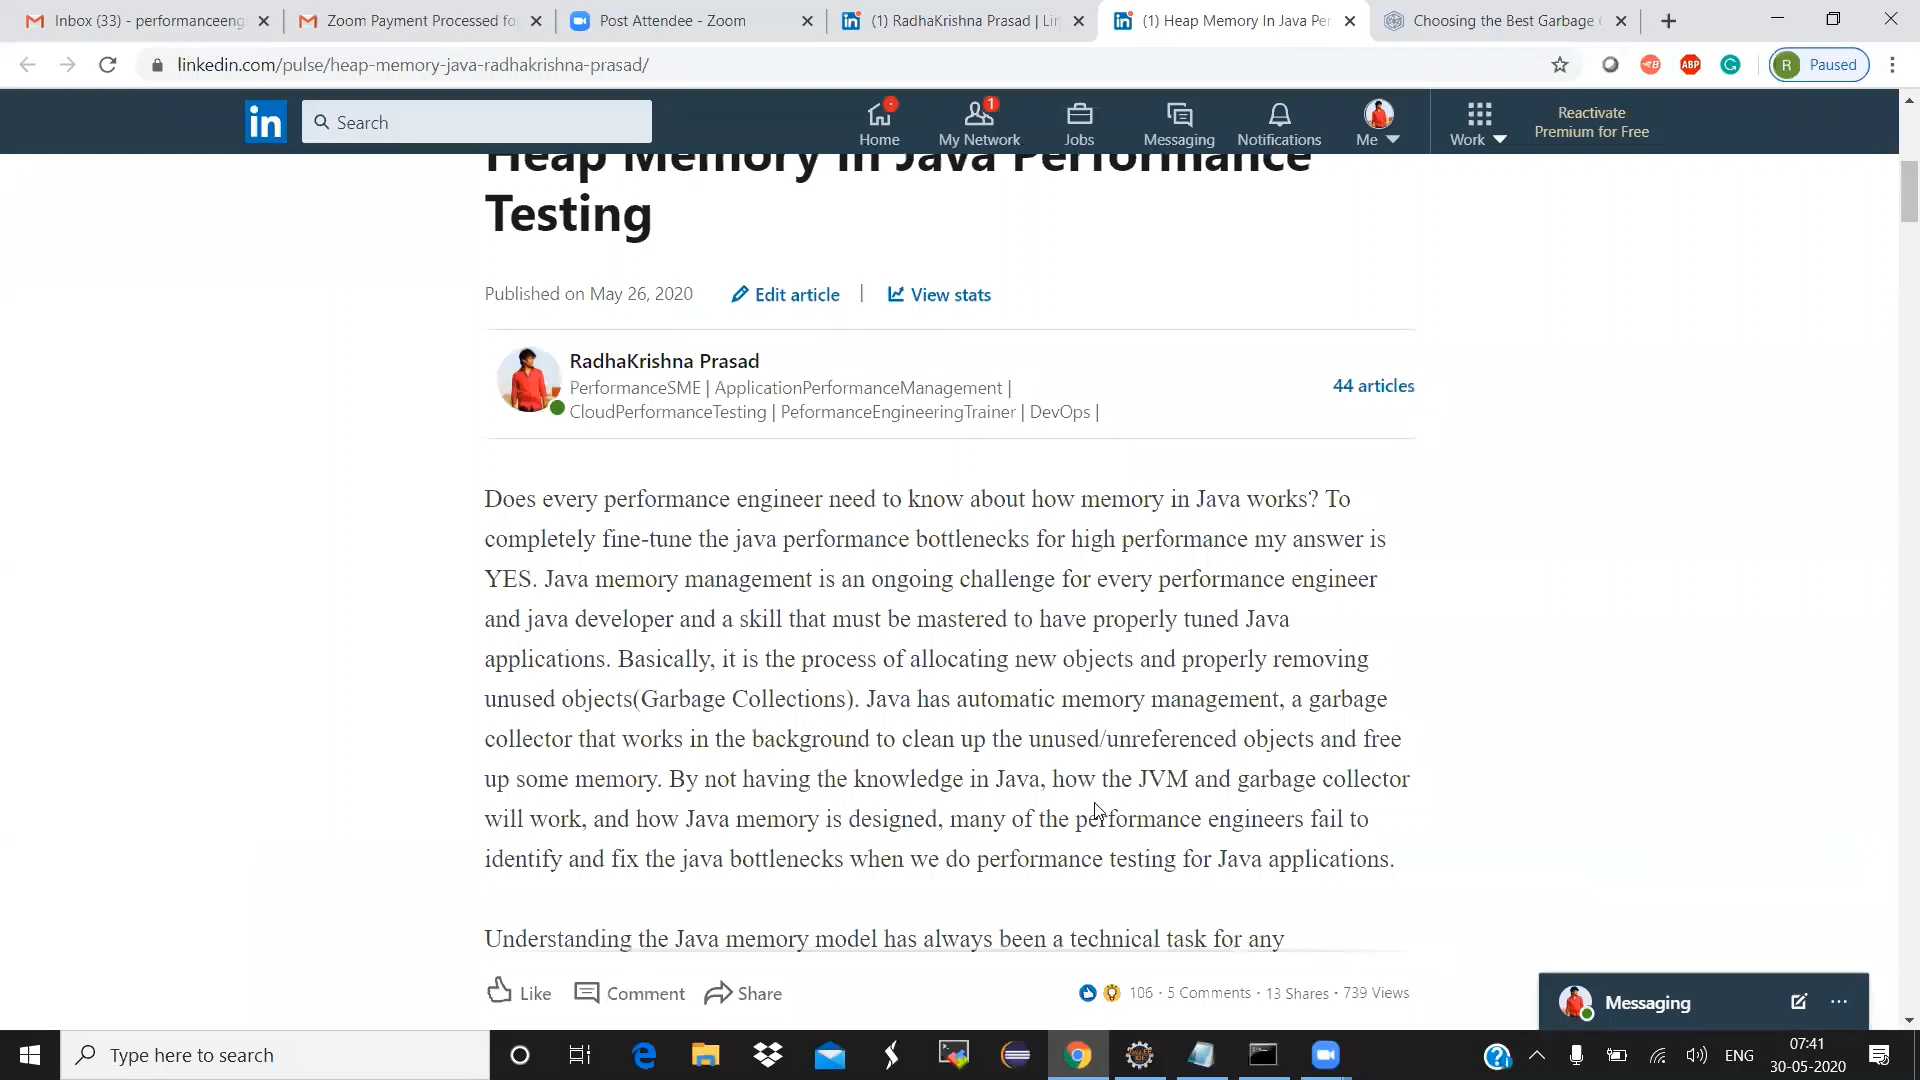 Inbox (33) - performanceeng
Zoom Payment Processed fo
Post Attendee - Zoom
(1) RadhaKrishna Prasad | Lin
(1) Heap Memory In Java Per
Choosing the Best Garbage
linkedin.com/pulse/heap-memory-java-radhakrishna-prasad/
ABP
R Paused
in
Search
Home
1
My Network
Jobs
Messaging
Notifications
Me
Work
Reactivate
Premium for Free
Heap Memory In Java Performance
Testing
Published on May 26, 2020
Edit article | View stats
RadhaKrishna Prasad
PerformanceSME | ApplicationPerformanceManagement |
CloudPerformanceTesting | PeformanceEngineeringTrainer | DevOps |
44 articles
Does every performance engineer need to know about how memory in Java works? To
completely fine-tune the java performance bottlenecks for high performance my answer is
YES. Java memory management is an ongoing challenge for every performance engineer
and java developer and a skill that must be mastered to have properly tuned Java
applications. Basically, it is the process of allocating new objects and properly removing
unused objects(Garbage Collections). Java has automatic memory management, a garbage
collector that works in the background to clean up the unused/unreferenced objects and free
up some memory. By not having the knowledge in Java, how the JVM and garbage collector
will work, and how Java memory is designed, many of the performance engineers fail to
identify and fix the java bottlenecks when we do performance testing for Java applications.
Understanding the Java memory model has always been a technical task for any
Like
Comment
Share
106 · 5 Comments · 13 Shares · 739 Views
Messaging
Type here to search
ENG
07:41
30-05-2020